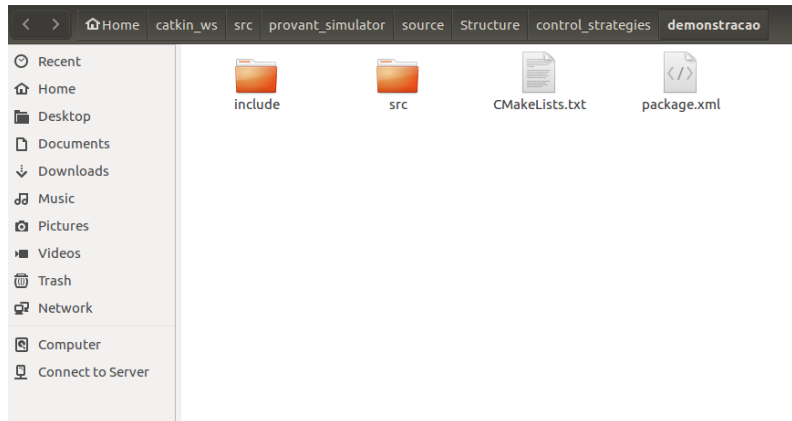 Home catkin_ws src provant_simulator source Structure control_strategies demonstracao
Recent
Home
Desktop
Documents
Downloads
Music
Pictures
Videos
Trash
Network
Computer
Connect to Server
include src CMakeLists.txt package.xml